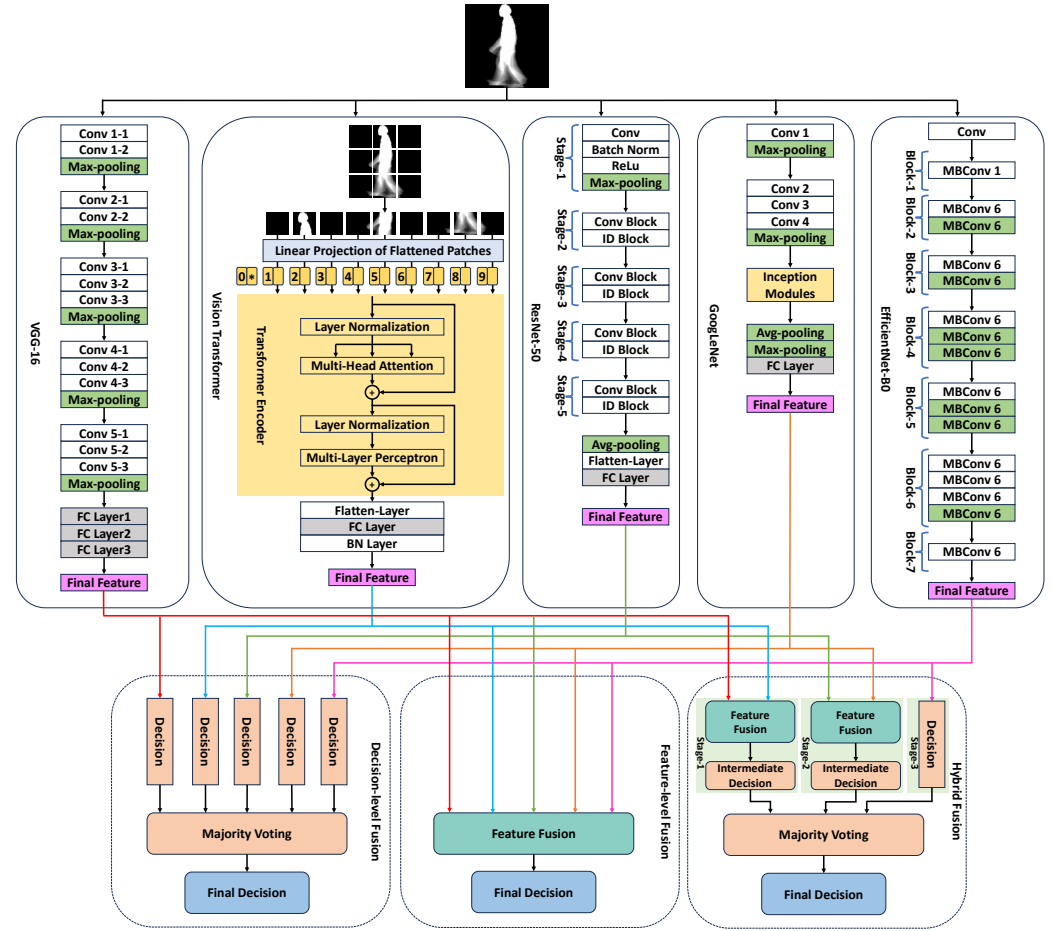 VGG-16
Conv 1-1
Conv 1-2
Max-pooling
Conv 2-1
Conv 2-2
Max-pooling
Conv 3-1
Conv 3-2
Conv 3-3
Max-pooling
Conv 4-1
Conv 4-2
Conv 4-3
Max-pooling
Conv 5-1
Conv 5-2
Conv 5-3
Max-pooling
FC Layer1
FC Layer2
FC Layer3
Final Feature
Vision Transformer
Linear Projection of Flattened Patches
0* 1 2 3 4 5 6 7 8 9
Transformer Encoder
Layer Normalization
Multi-Head Attention
+
Layer Normalization
Multi-Layer Perceptron
+
Flatten-Layer
FC Layer
BN Layer
Final Feature
ResNet-50
Stage-1
Conv
Batch Norm
ReLu
Max-pooling
Stage-2
Conv Block
ID Block
Stage-3
Conv Block
ID Block
Stage-4
Conv Block
ID Block
Stage-5
Conv Block
ID Block
Avg-pooling
Flatten-Layer
FC Layer
Final Feature
GoogLeNet
Conv 1
Max-pooling
Conv 2
Conv 3
Conv 4
Max-pooling
Inception
Modules
Avg-pooling
Max-pooling
FC Layer
Final Feature
EfficientNet-B0
Conv
Block-1
MBConv 1
Block-2
MBConv 6
MBConv 6
Block-3
MBConv 6
MBConv 6
Block-4
MBConv 6
MBConv 6
MBConv 6
Block-5
MBConv 6
MBConv 6
MBConv 6
Block-6
MBConv 6
MBConv 6
MBConv 6
MBConv 6
Block-7
MBConv 6
Final Feature
Decision-level Fusion
Decision
Decision
Decision
Decision
Decision
Majority Voting
Final Decision
Feature-level Fusion
Feature Fusion
Final Decision
Hybrid Fusion
Stage-1
Feature
Fusion
Intermediate
Decision
Stage-2
Feature
Fusion
Intermediate
Decision
Stage-3
Decision
Majority Voting
Final Decision